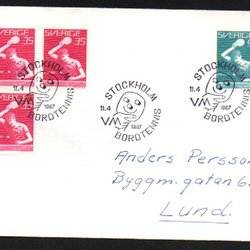 SVERIGE 35
SVERIGE 35
STOCKHOLM
11.4 1967
VM
BORDTENNIS
STOCKHOLM
11.4 1967
VM
BORDTENNIS
STOCKHOLM
11.4 1967
VM
BORDTENNIS
Anders Persson
Byggm.gatan 6
Lund.